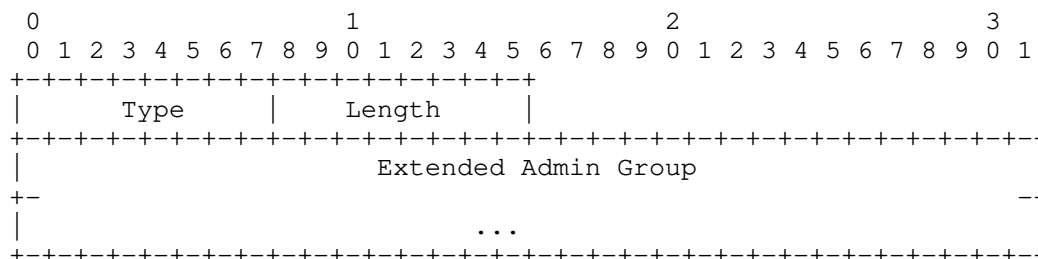 0                   1                   2                   3
 0 1 2 3 4 5 6 7 8 9 0 1 2 3 4 5 6 7 8 9 0 1 2 3 4 5 6 7 8 9 0 1
+-+-+-+-+-+-+-+-+-+-+-+-+-+-+-+-+
|      Type     |    Length     |
+-+-+-+-+-+-+-+-+-+-+-+-+-+-+-+-+-+-+-+-+-+-+-+-+-+-+-+-+-+-+-+--
|                      Extended Admin Group
+-                                                             -+
|                            ...
+-+-+-+-+-+-+-+-+-+-+-+-+-+-+-+-+-+-+-+-+-+-+-+-+-+-+-+-+-+-+-+--